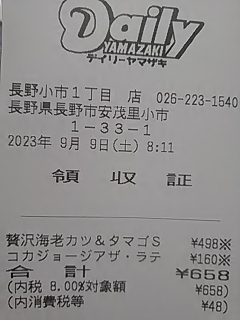 Daily
YAMAZAKI
デイリーヤマザキ
長野小市1丁目 店 026-223-1540
長野県長野市安茂里小市
1-33-1
2023年 9月 9日(土) 8:11
領 収 証
贅沢海老カツ&タマゴS ¥498※
コカジョージアザ・ラテ ¥160※
合 計 ¥658
(内税 8.00%対象額 ¥658)
(内消費税等 ¥48)